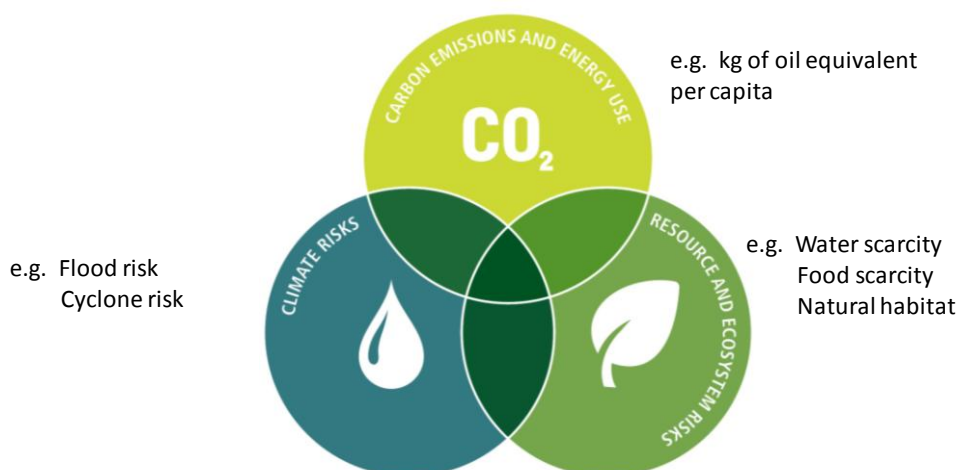 CARBON EMISSIONS AND ENERGY USE
CO₂
e.g. kg of oil equivalent
per capita
CLIMATE RISKS
e.g. Flood risk
Cyclone risk
RESOURCE AND ECOSYSTEM RISKS
e.g. Water scarcity
Food scarcity
Natural habitat